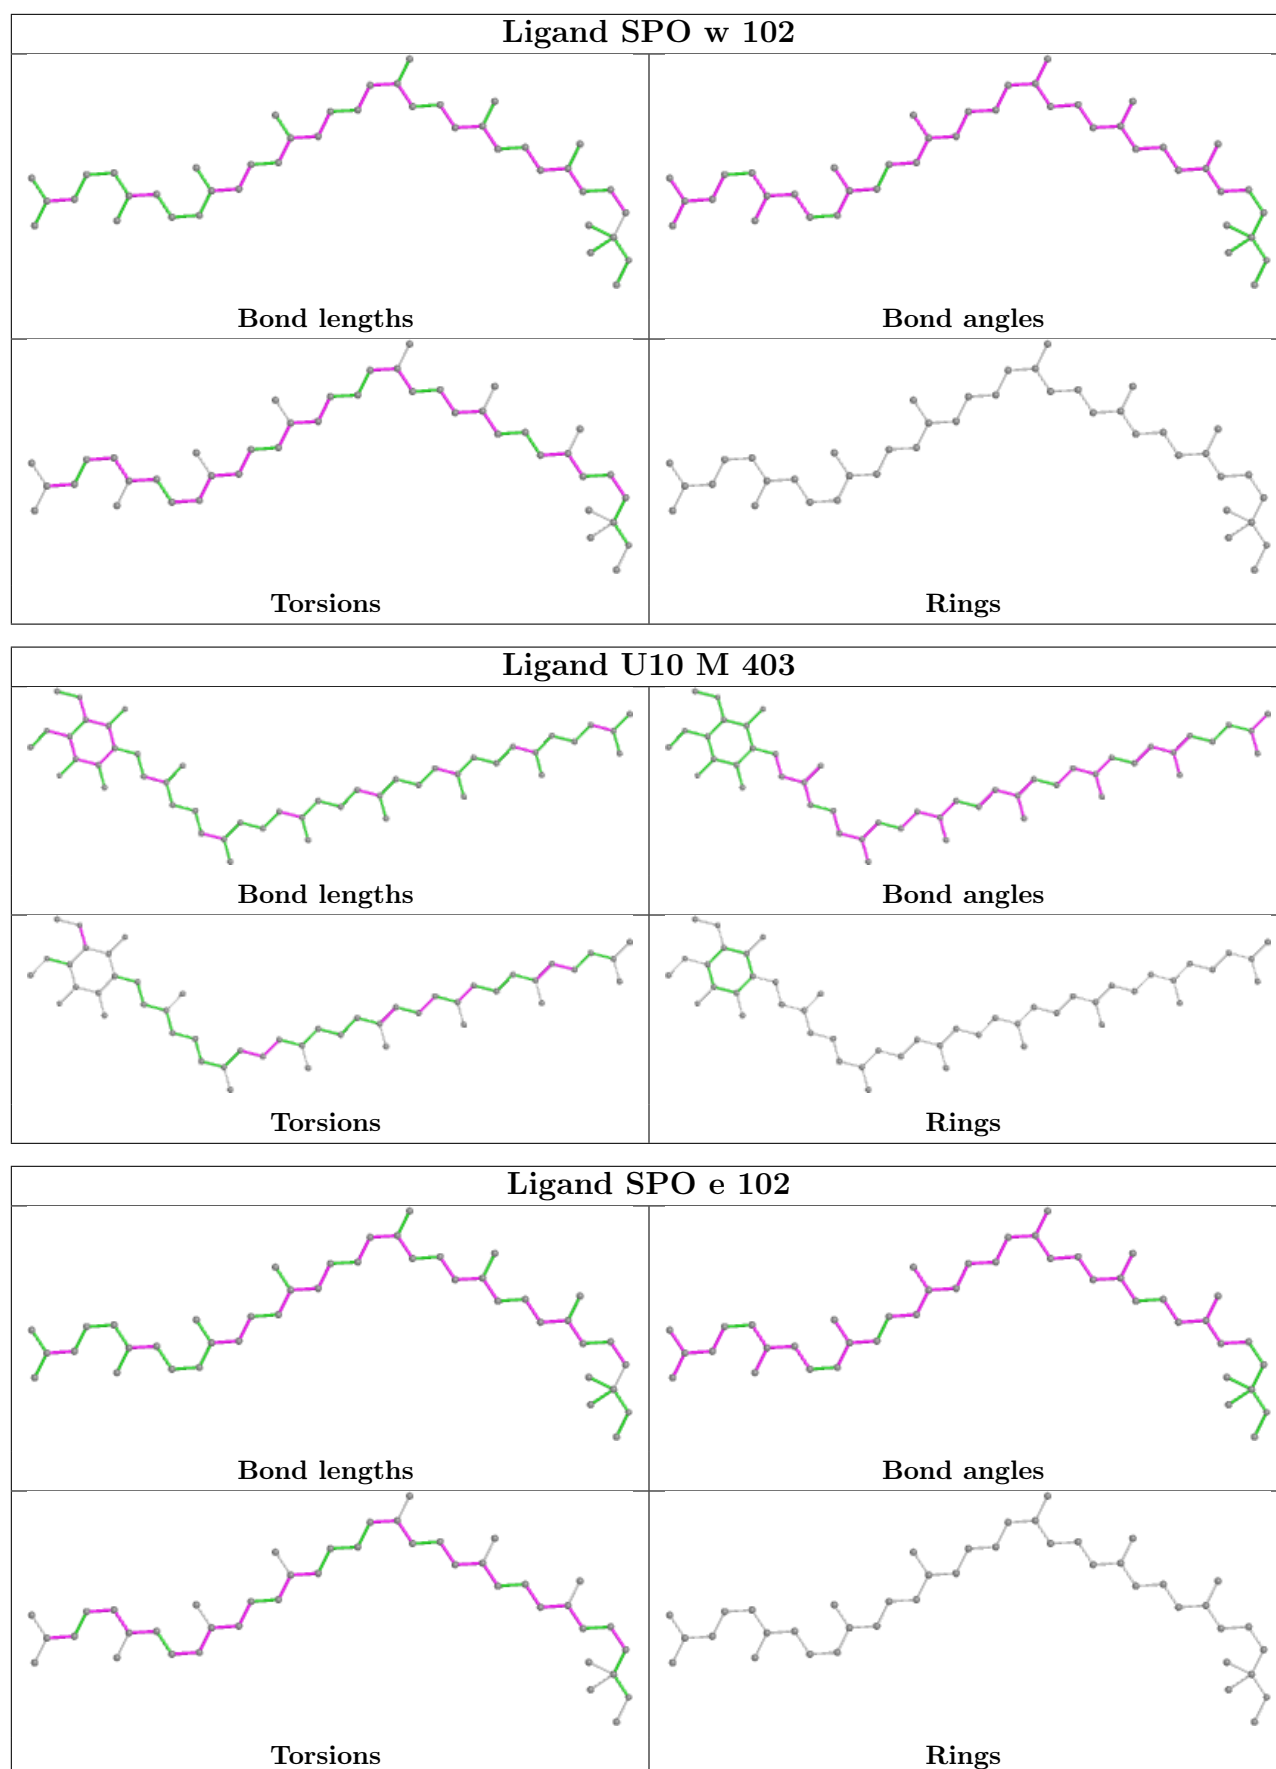 Ligand SPO w 102
Bond lengths
Bond angles
Torsions
Rings
Ligand U10 M 403
Bond lengths
Bond angles
Torsions
Rings
Ligand SPO e 102
Bond lengths
Bond angles
Torsions
Rings